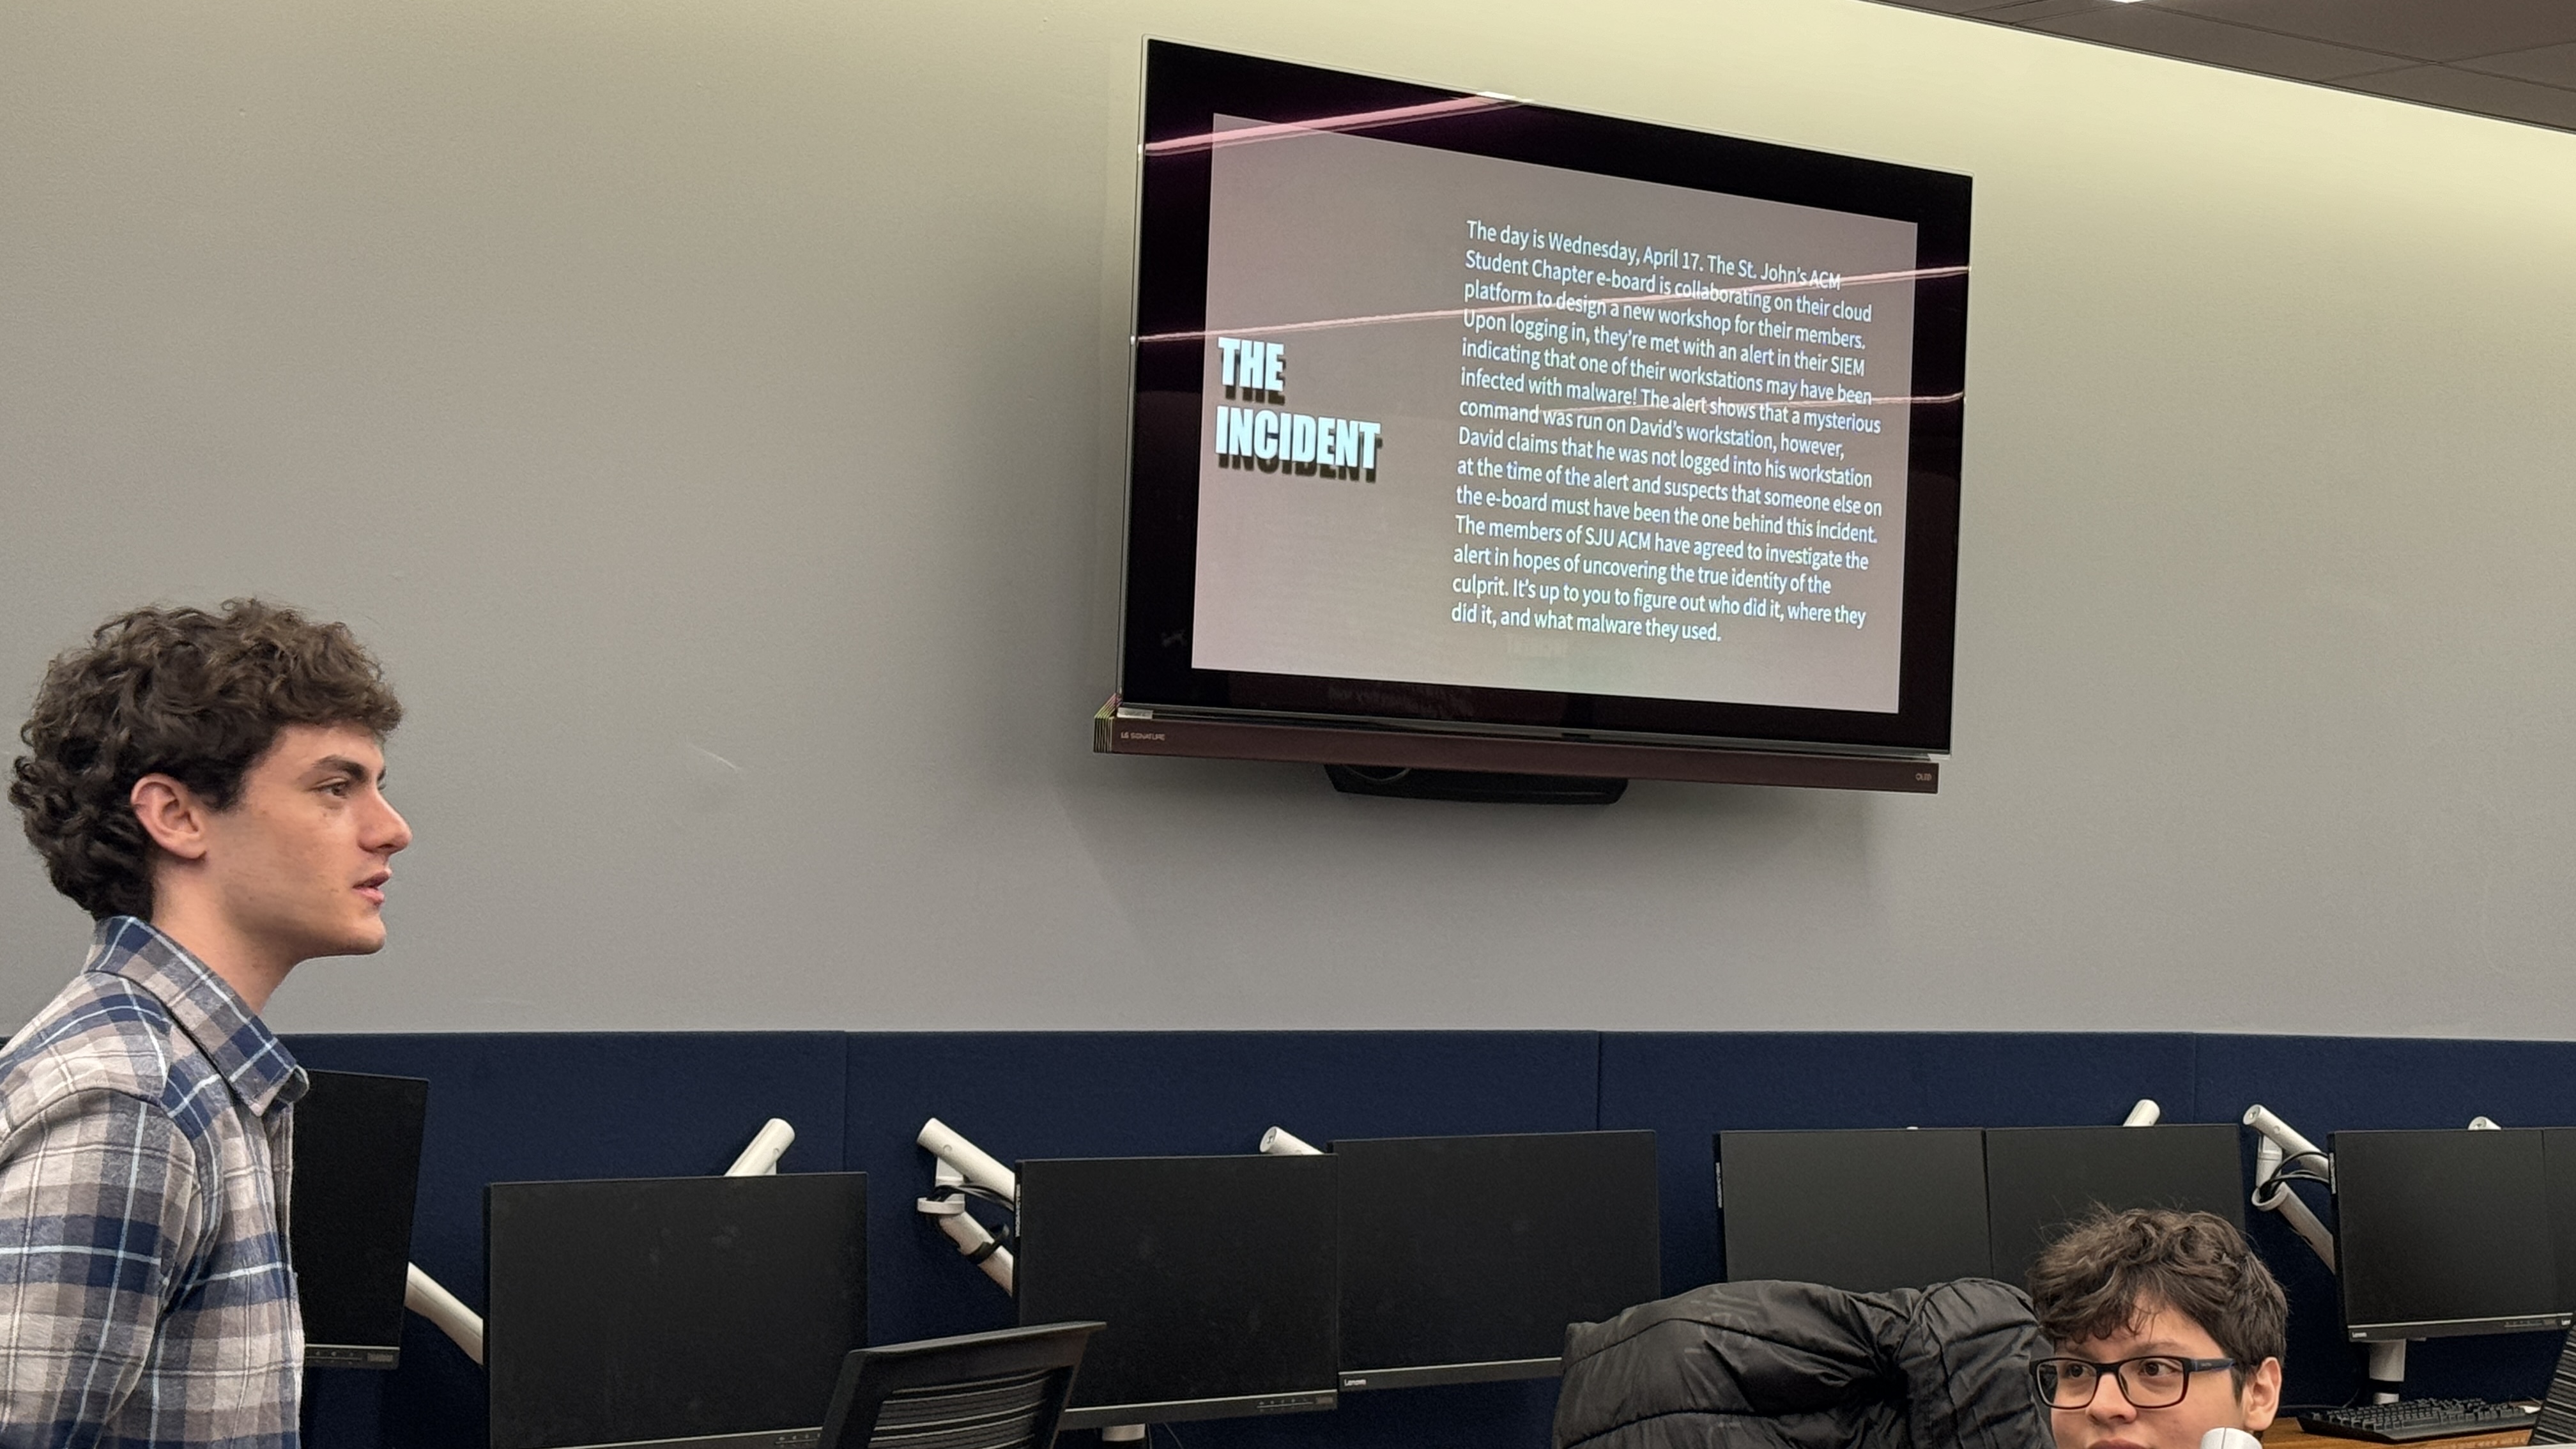 THE
INCIDENT
The day is Wednesday, April 17. The St. John's ACM
Student Chapter e-board is collaborating on their cloud
platform to design a new workshop for their members.
Upon logging in, they're met with an alert in their SIEM
indicating that one of their workstations may have been
infected with malware! The alert shows that a mysterious
command was run on David's workstation, however,
David claims that he was not logged into his workstation
at the time of the alert and suspects that someone else on
the e-board must have been the one behind this incident.
The members of SJU ACM have agreed to investigate the
alert in hopes of uncovering the true identity of the
culprit. It's up to you to figure out who did it, where they
did it, and what malware they used.
LG SIGNATURE
OLED
Lenovo
Lenovo